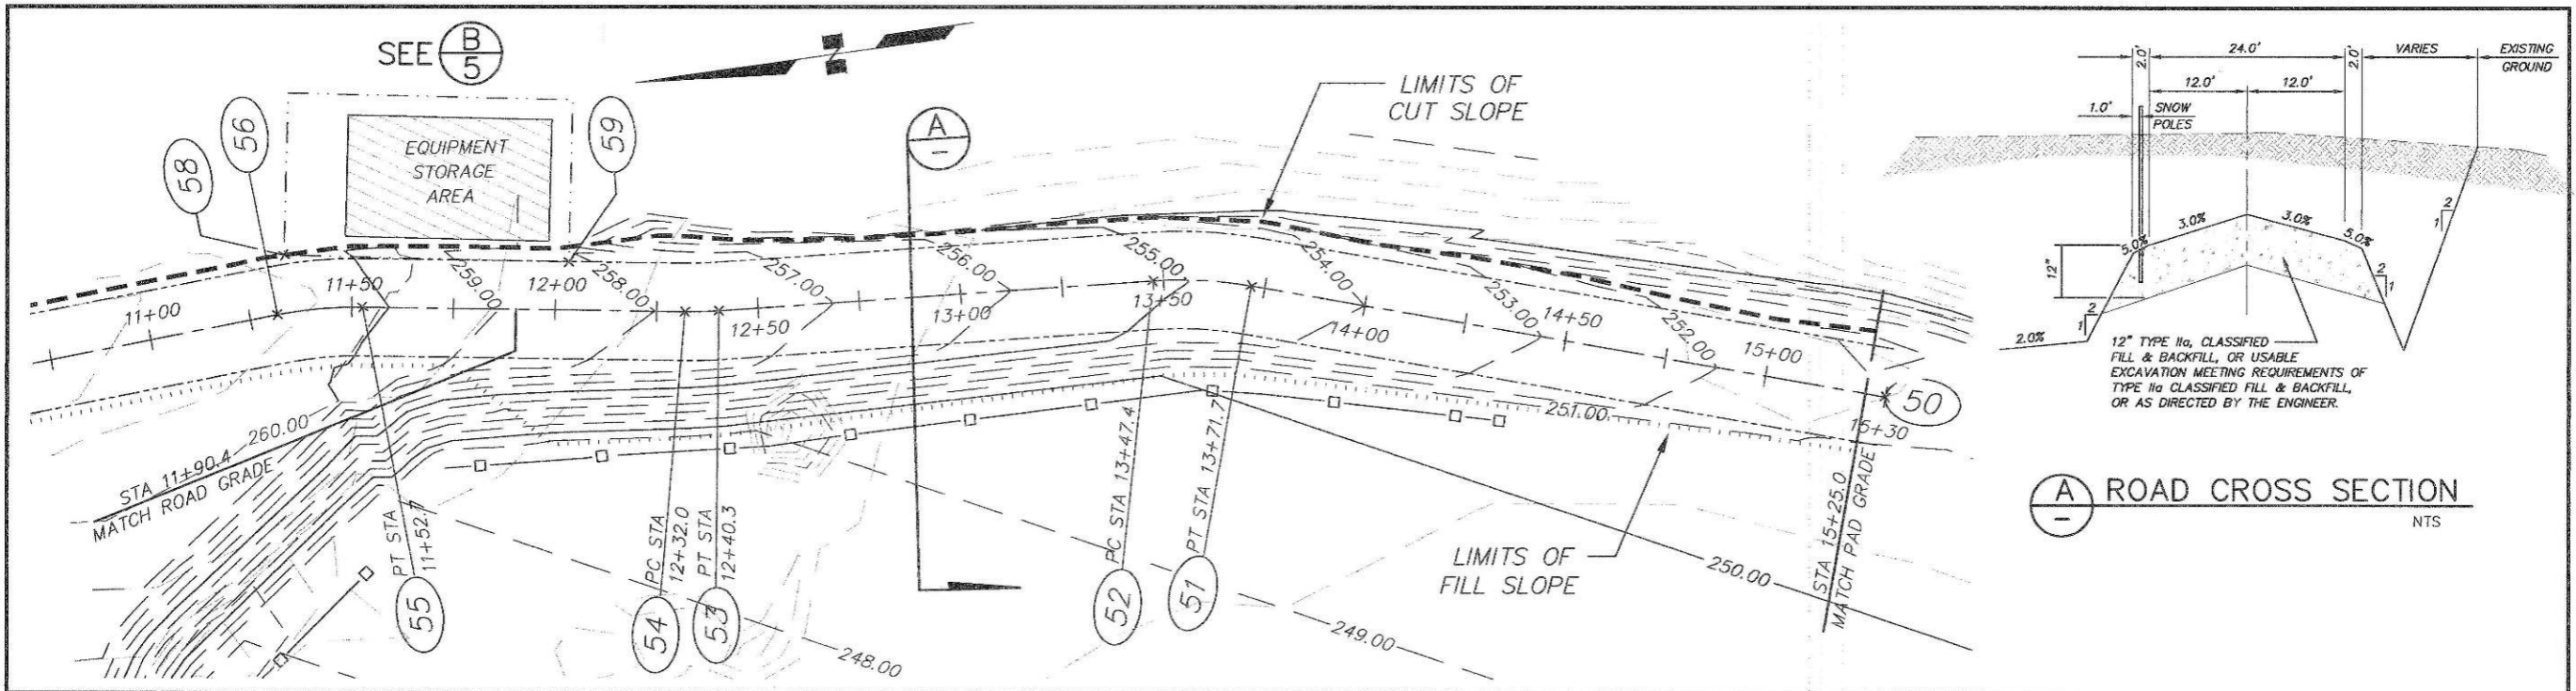 SEE B
5
58
56
59
EQUIPMENT
STORAGE
AREA
N
A
-
LIMITS OF
CUT SLOPE
11+00
11+50
259.00
12+00
258.00
257.00
12+50
256.00
13+00
255.00
13+50
254.00
14+00
253.00
14+50
252.00
15+00
251.00
15+30
50
260.00
STA 11+90.4
MATCH ROAD GRADE
PT STA
11+52.7
55
PC STA
12+32.0
54
PT STA
12+40.3
53
PC STA 13+47.4
52
PT STA 13+71.7
51
LIMITS OF
FILL SLOPE
STA 15+25.0
MATCH PAD GRADE
250.00
249.00
248.00
2.0'
24.0'
2.0'
VARIES
EXISTING
GROUND
12.0'
12.0'
1.0'
SNOW
POLES
5.0%
3.0%
3.0%
5.0%
12"
2
1
2
1
2
1
2.0%
12" TYPE IIa, CLASSIFIED
FILL & BACKFILL, OR USABLE
EXCAVATION MEETING REQUIREMENTS OF
TYPE IIa CLASSIFIED FILL & BACKFILL,
OR AS DIRECTED BY THE ENGINEER.
A
-
ROAD CROSS SECTION
NTS